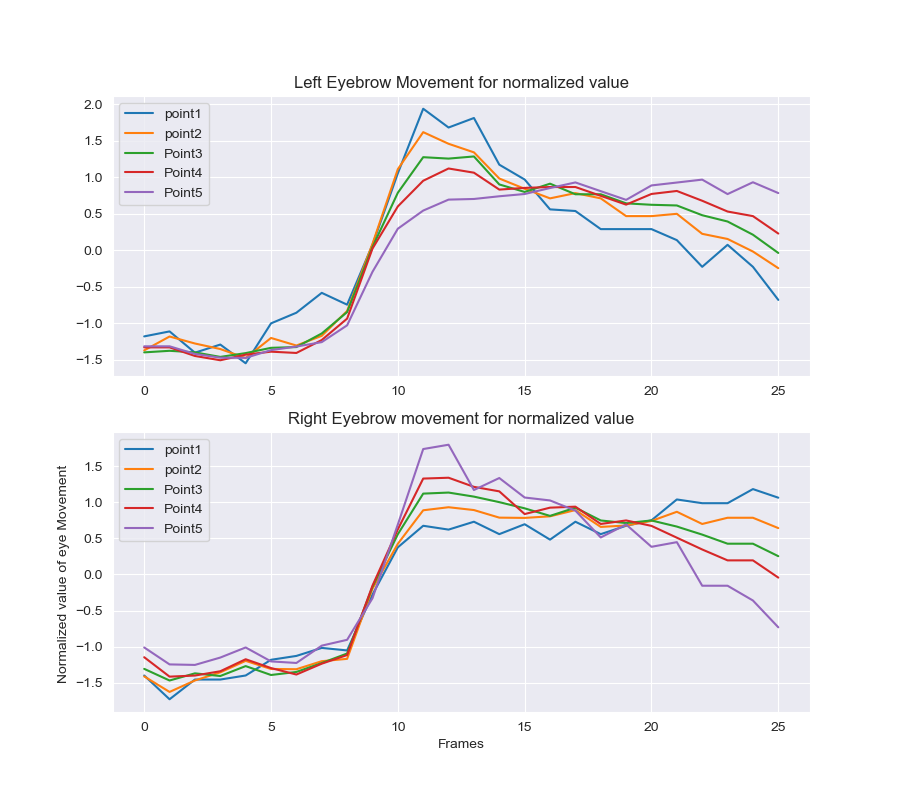 Left Eyebrow Movement for normalized value
2.0
1.5
1.0
0.5
0.0
−0.5
−1.0
−1.5
point1
point2
Point3
Point4
Point5
0 5 10 15 20 25
Right Eyebrow movement for normalized value
Normalized value of eye Movement
1.5
1.0
0.5
0.0
−0.5
−1.0
−1.5
point1
point2
Point3
Point4
Point5
0 5 10 15 20 25
Frames